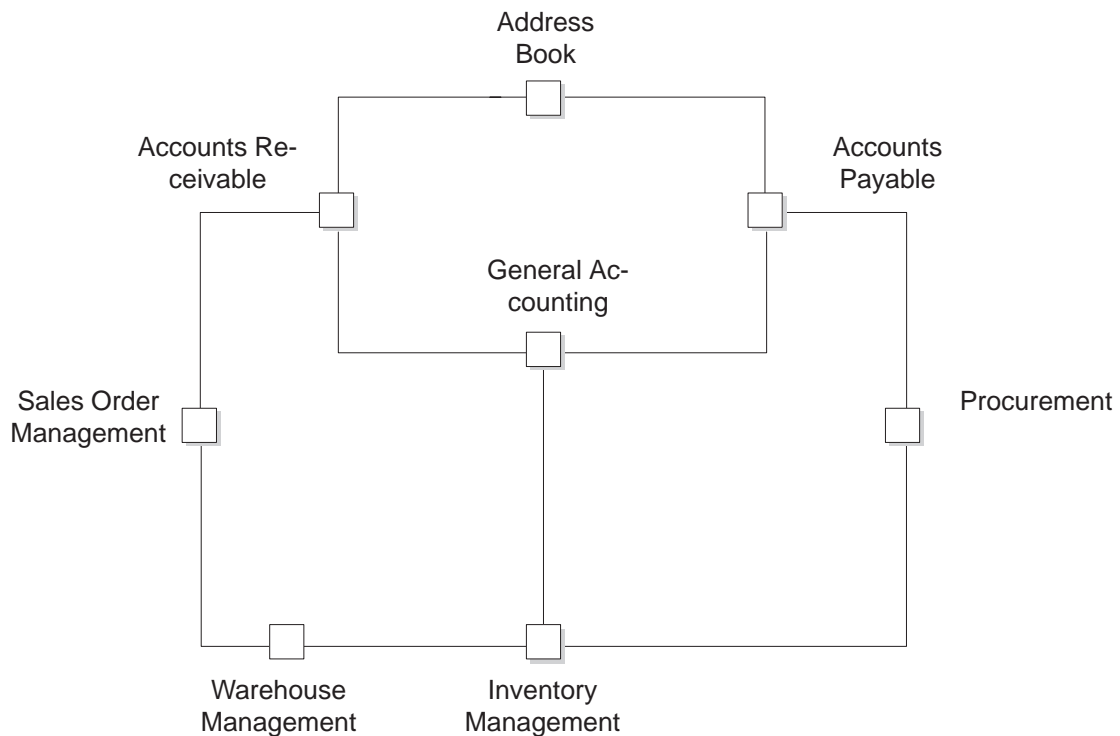 Address
Book
Accounts Re-
ceivable
Accounts
Payable
General Ac-
counting
Sales Order
Management
Procurement
Warehouse
Management
Inventory
Management